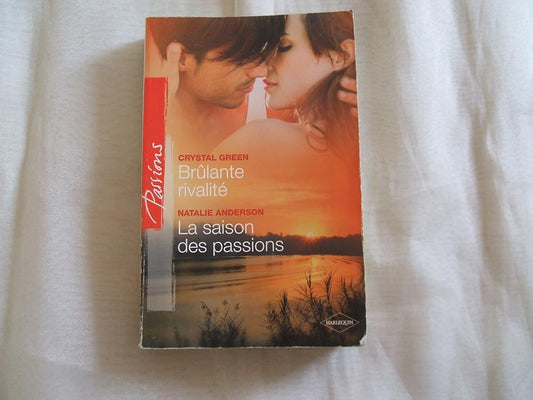 Passions
CRYSTAL GREEN
Brûlante
rivalité
NATALIE ANDERSON
La saison
des passions
HARLEQUIN